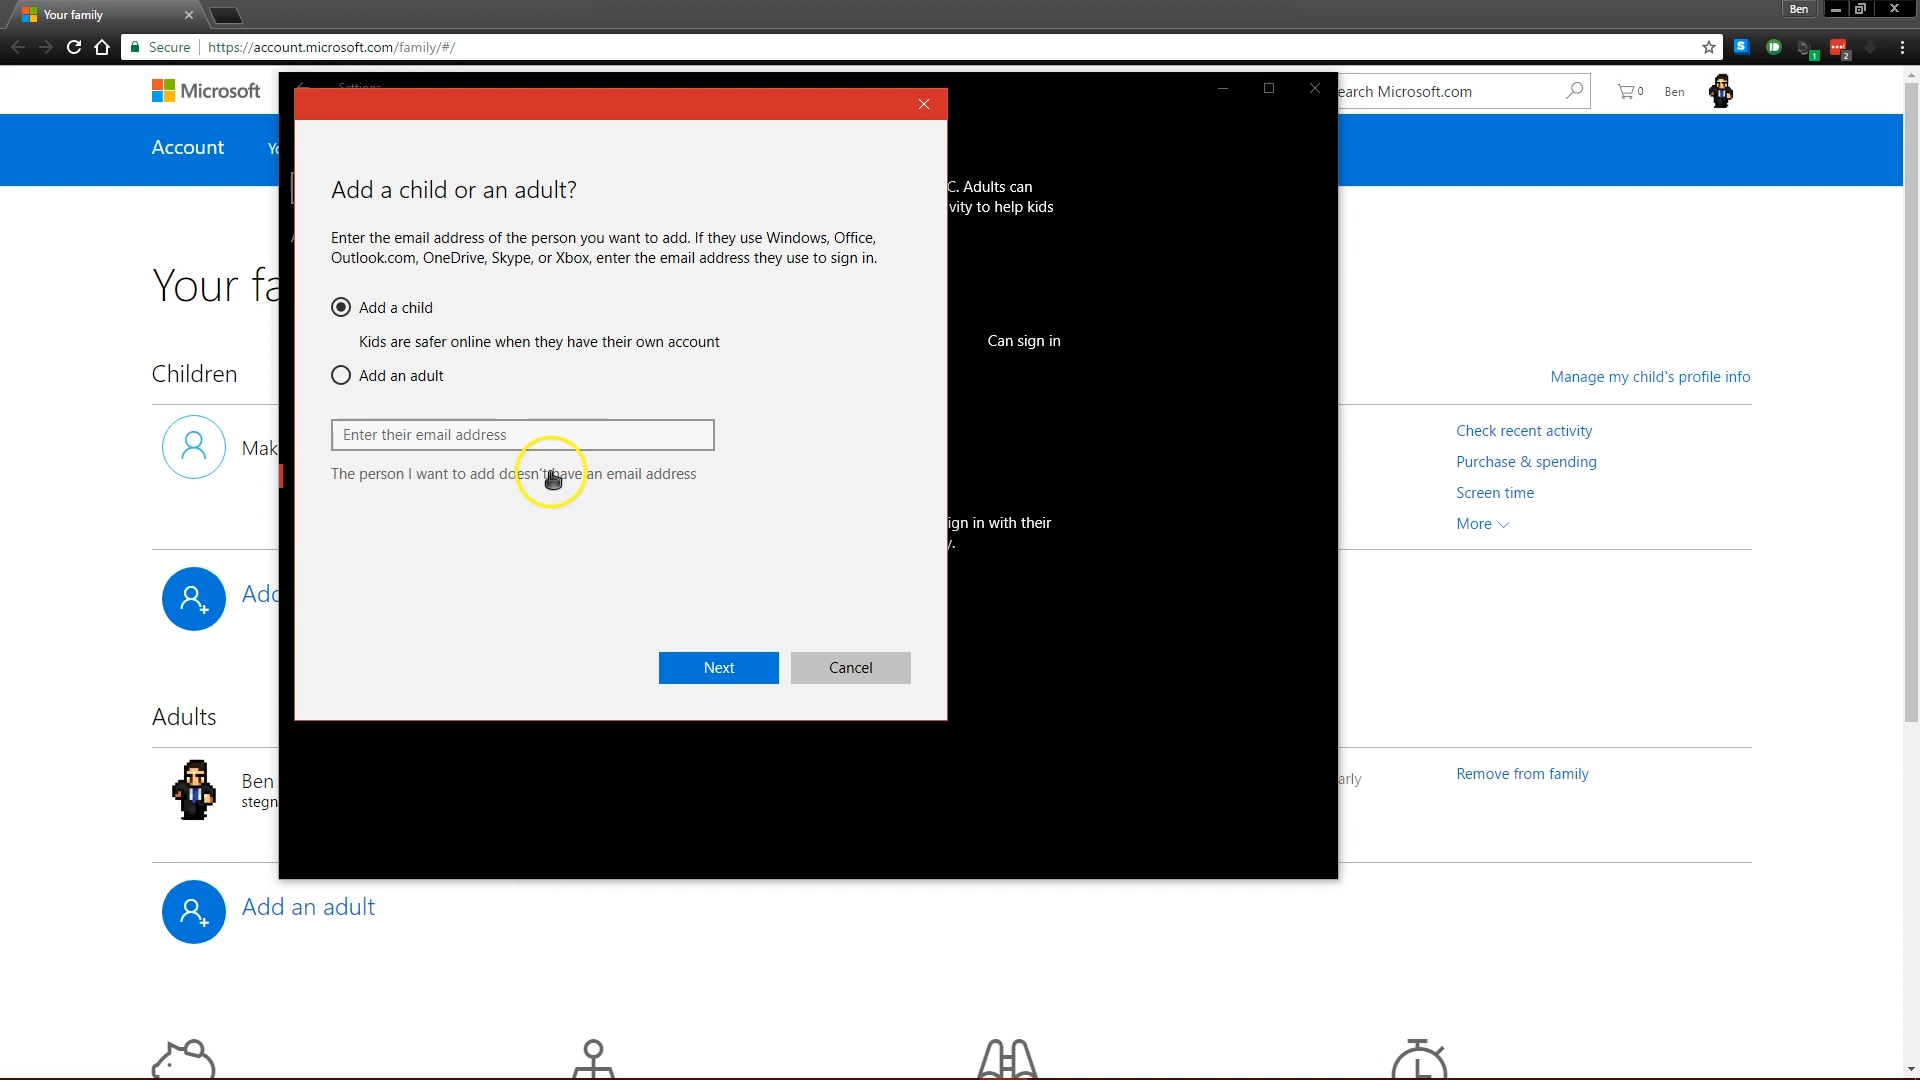 Your family
Ben
Secure
https://account.microsoft.com/family/#/
S
1
2
Microsoft
Settings
earch Microsoft.com
0
Ben
Account
Yo
Add a child or an adult?
C. Adults can
vity to help kids
Enter the email address of the person you want to add. If they use Windows, Office,
Outlook.com, OneDrive, Skype, or Xbox, enter the email address they use to sign in.
Your fa
Add a child
Kids are safer online when they have their own account
Can sign in
Children
Add an adult
Manage my child's profile info
Enter their email address
Mak
Check recent activity
The person I want to add doesn't have an email address
Purchase & spending
Screen time
ign in with their
y.
More
Add
Next
Cancel
Adults
Ben
stegn
arly
Remove from family
Add an adult